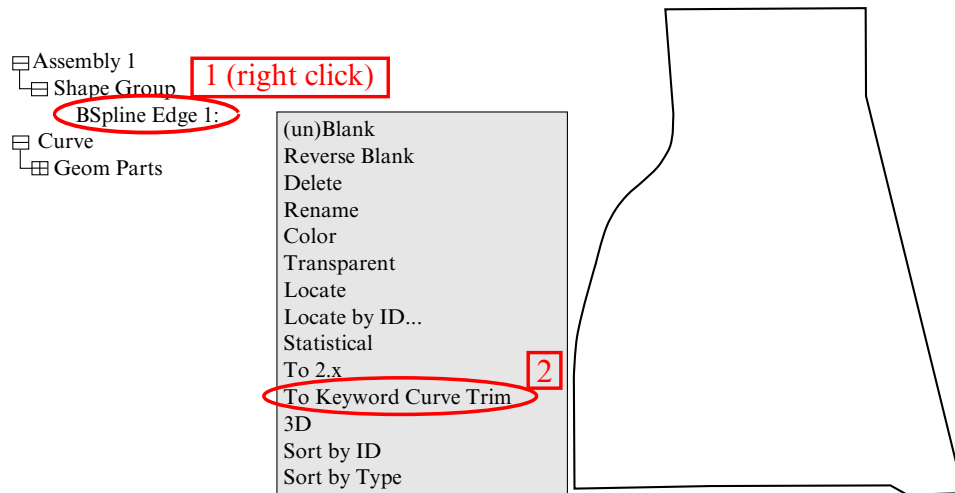 Assembly 1
Shape Group
1 (right click)
BSpline Edge 1:
Curve
Geom Parts
(un)Blank
Reverse Blank
Delete
Rename
Color
Transparent
Locate
Locate by ID...
Statistical
To 2.x
2
To Keyword Curve Trim
3D
Sort by ID
Sort by Type